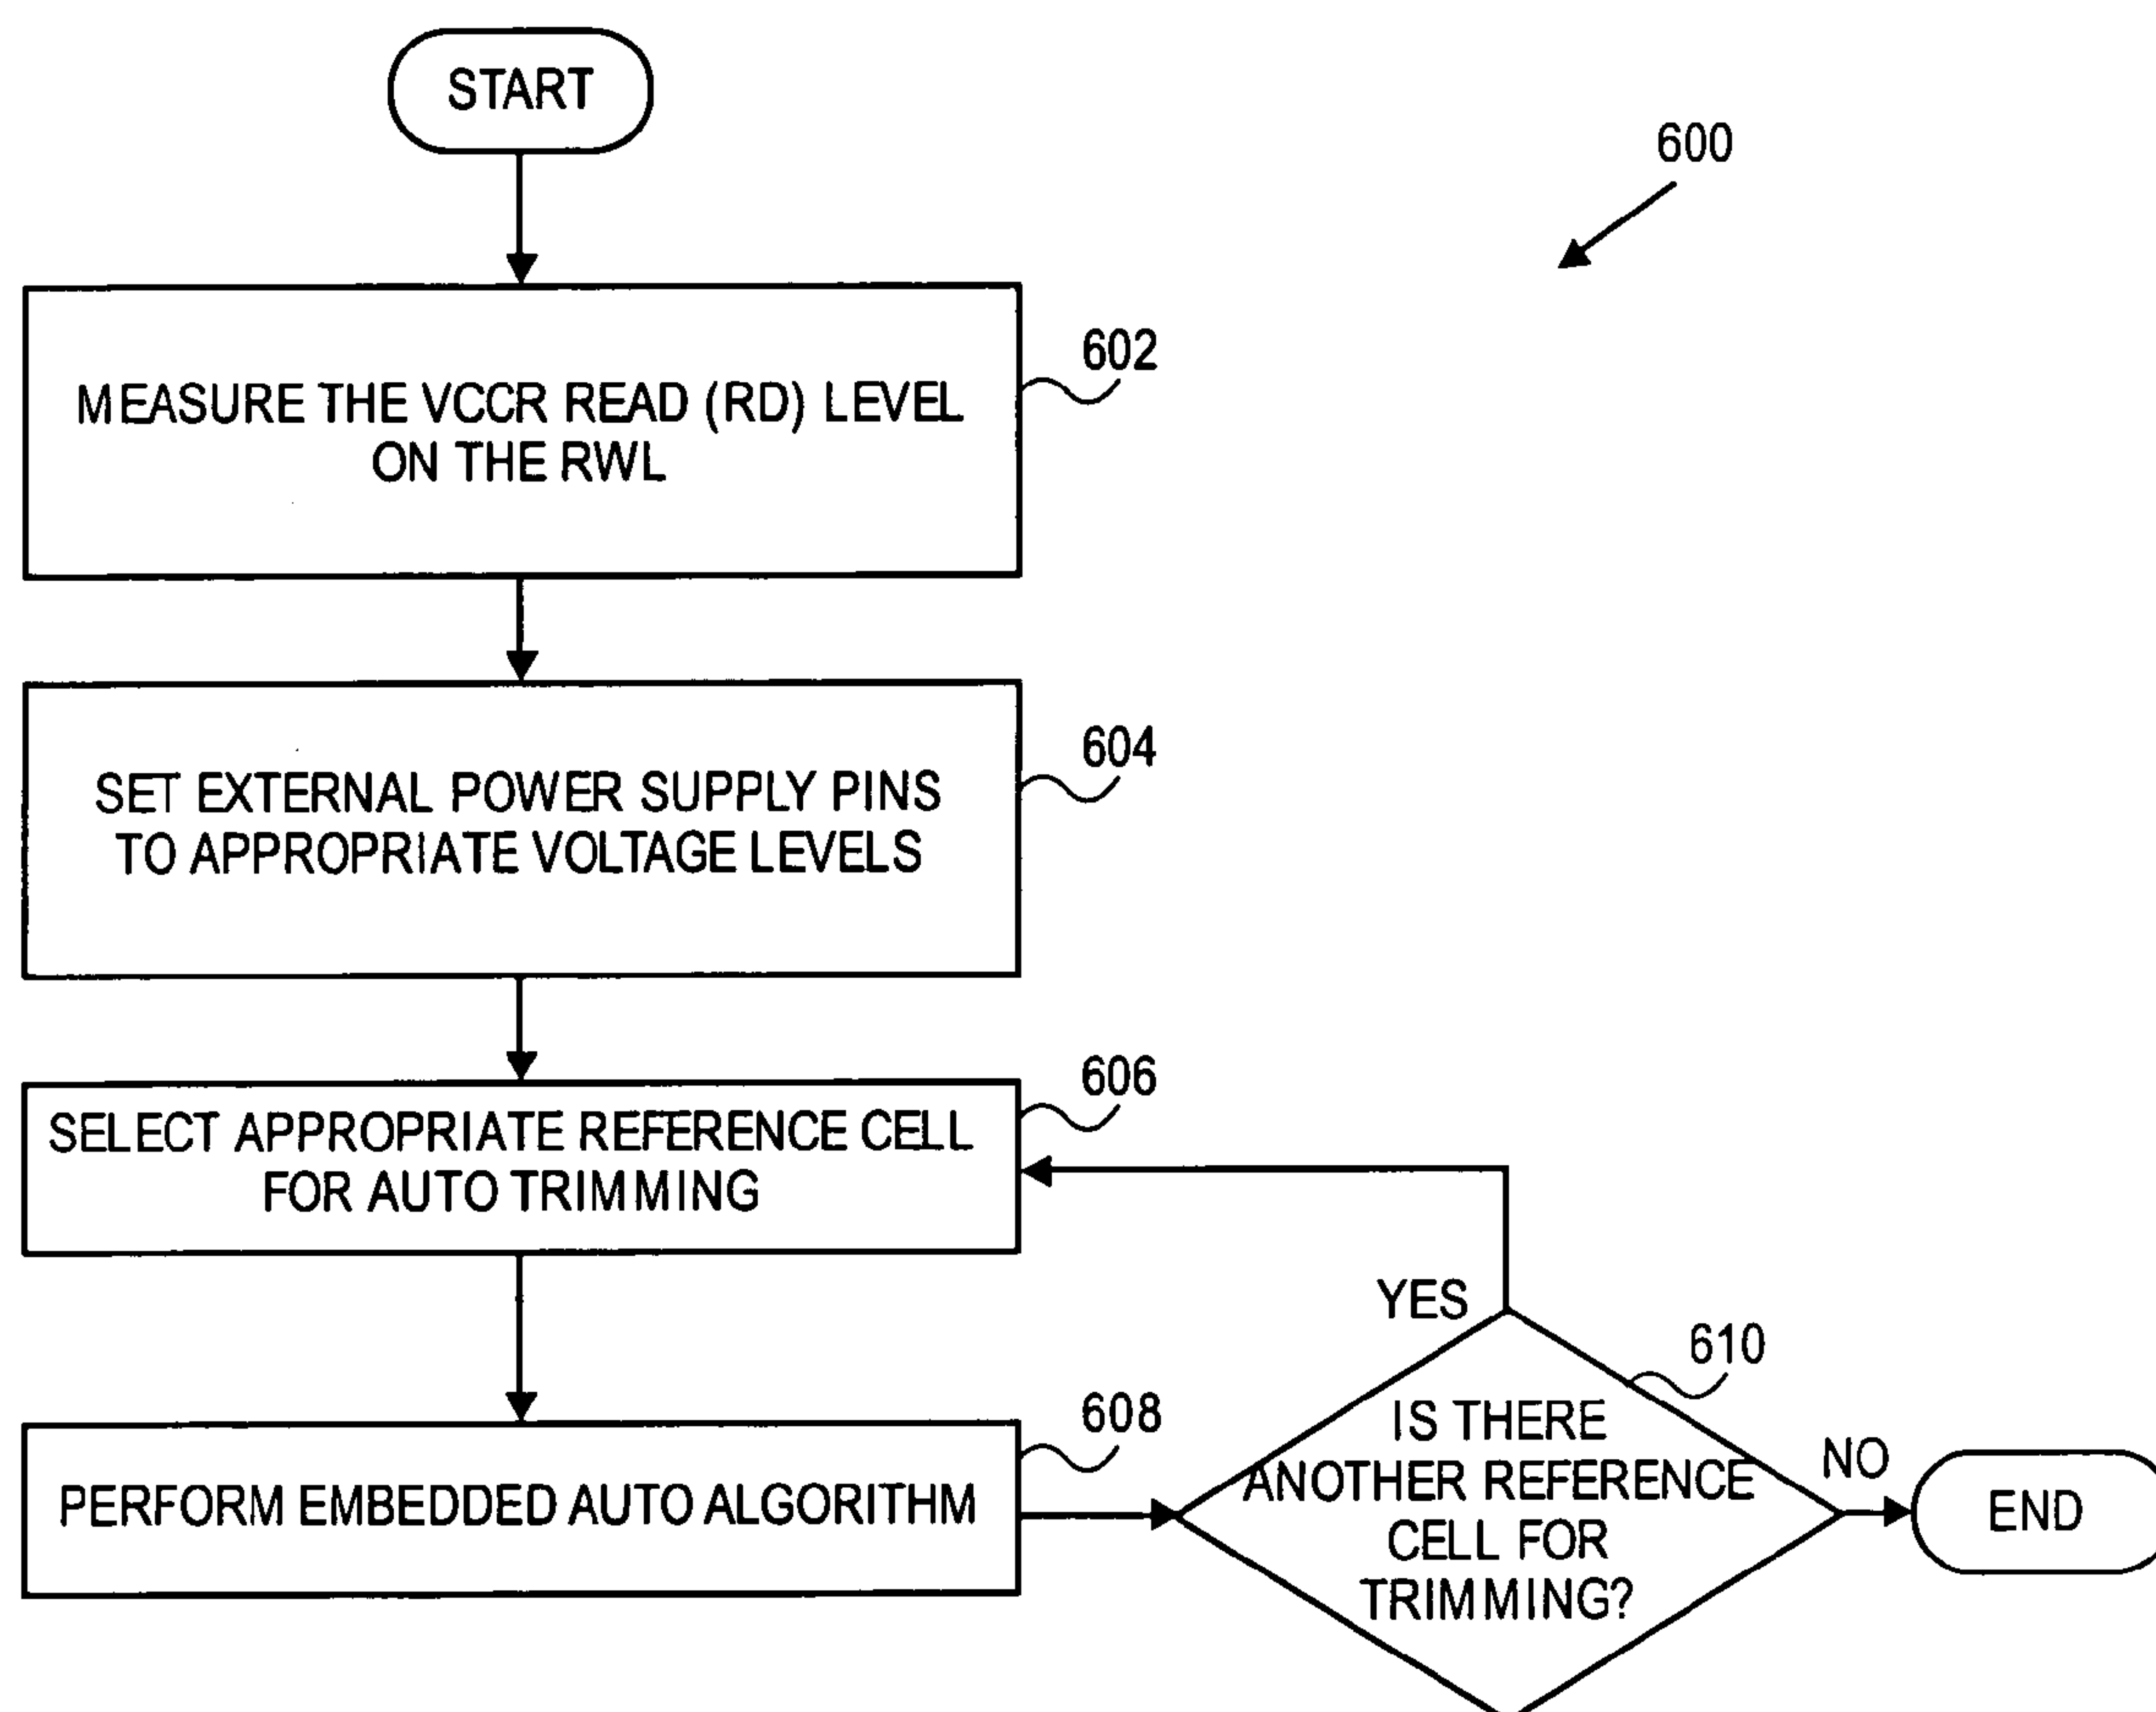 START
600
602
MEASURE THE VCCR READ (RD) LEVEL
ON THE RWL
604
SET EXTERNAL POWER SUPPLY PINS
TO APPROPRIATE VOLTAGE LEVELS
606
SELECT APPROPRIATE REFERENCE CELL
FOR AUTO TRIMMING
YES
610
608
PERFORM EMBEDDED AUTO ALGORITHM
IS THERE
ANOTHER REFERENCE
CELL FOR
TRIMMING?
NO
END